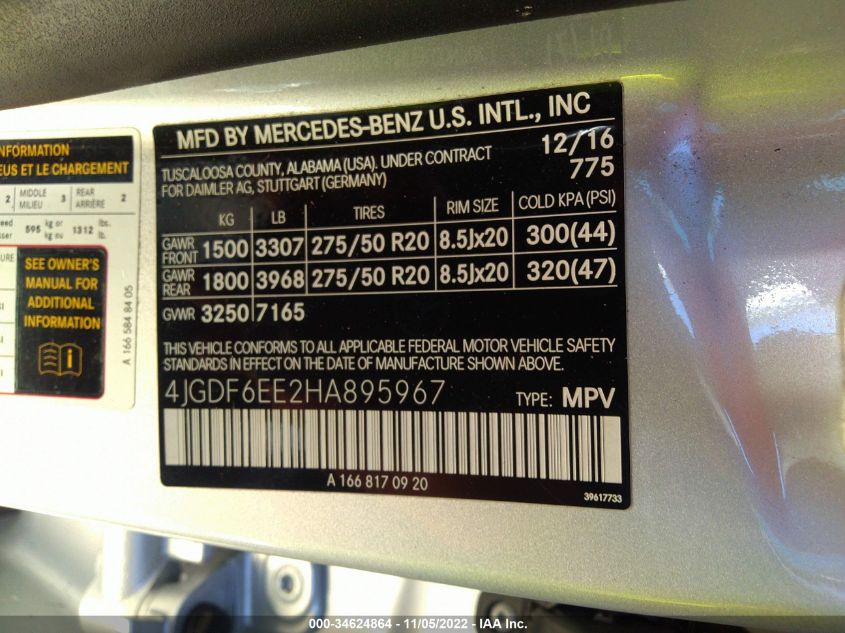 MFD BY MERCEDES-BENZ U.S. INTL., INC
TUSCALOOSA COUNTY, ALABAMA (USA). UNDER CONTRACT
FOR DAIMLER AG, STUTTGART (GERMANY)
12/16
775
KG LB TIRES RIM SIZE COLD KPA (PSI)
GAWR FRONT 1500 3307 275/50 R20 8.5Jx20 300(44)
GAWR REAR 1800 3968 275/50 R20 8.5Jx20 320(47)
GVWR 3250 7165
THIS VEHICLE CONFORMS TO ALL APPLICABLE FEDERAL MOTOR VEHICLE SAFETY
STANDARDS IN EFFECT ON THE DATE OF MANUFACTURE SHOWN ABOVE.
4JGDF6EE2HA895967 TYPE: MPV
A 166 817 09 20
39617733
INFORMATION
ET LE CHARGEMENT
2 MIDDLE MILIEU 3 REAR ARRIÈRE 2
595 kg or kg ou 1312 lbs. lb.
SEE OWNER'S
MANUAL FOR
ADDITIONAL
INFORMATION
A 166 584 84 05
000-34624864 - 11/05/2022 - IAA Inc.